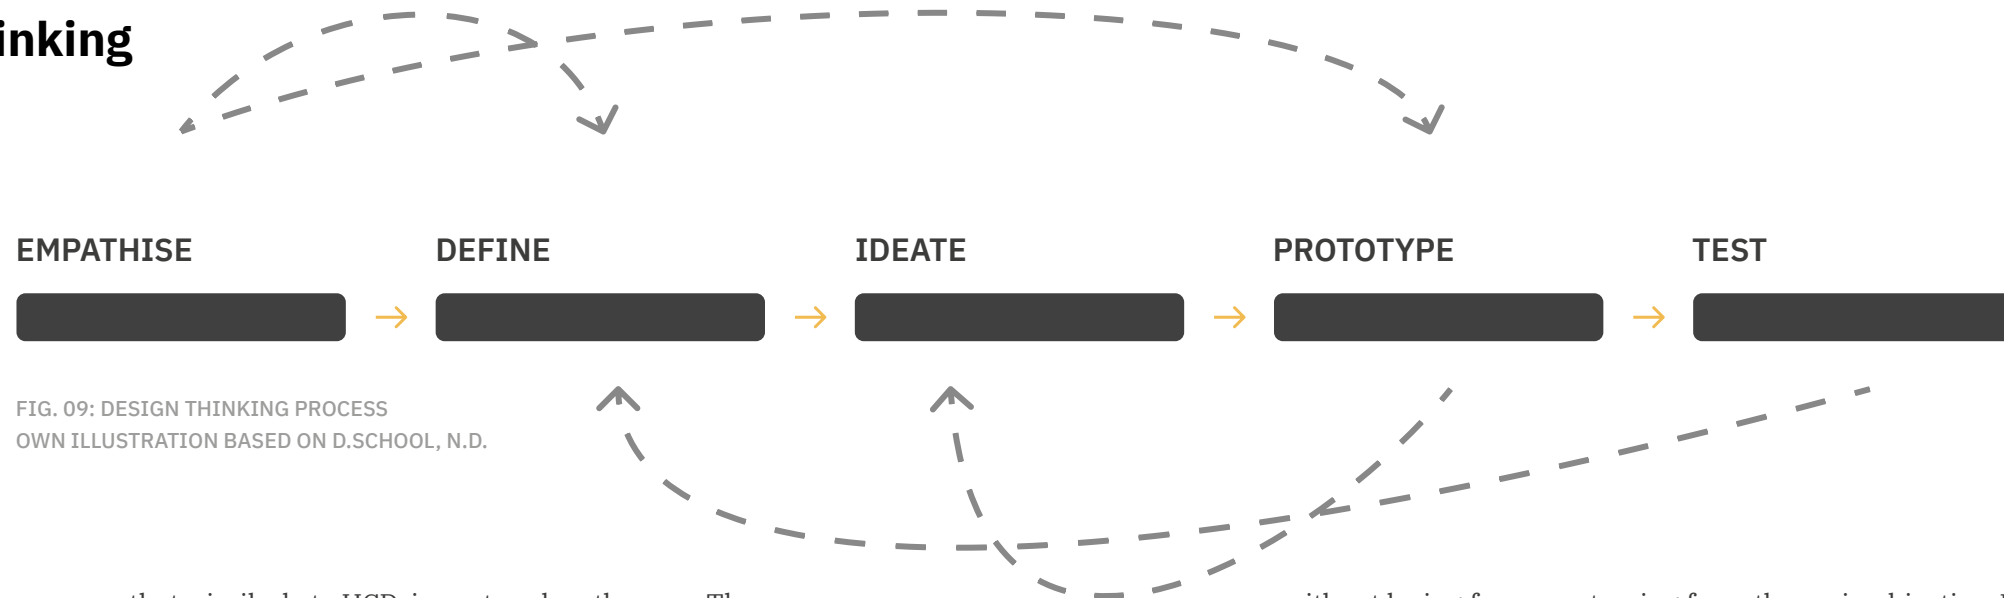 inking
EMPATHISE
DEFINE
IDEATE
PROTOTYPE
TEST
FIG. 09: DESIGN THINKING PROCESS
OWN ILLUSTRATION BASED ON D.SCHOOL, N.D.